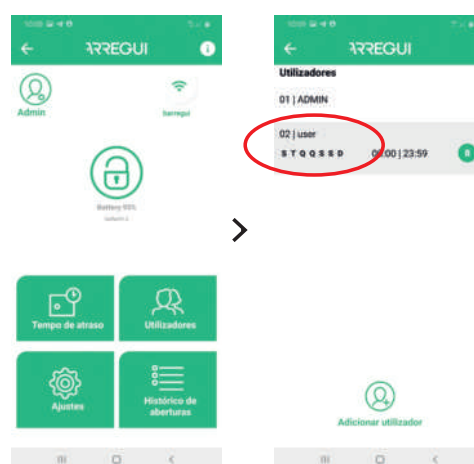 ARREGUI
Admin
barregui
Battery 99%
Tempo de atraso
Utilizadores
Ajustes
Histórico de
aberturas
>
ARREGUI
Utilizadores
01 | ADMIN
02 | user
S T Q Q S S D 00:00 | 23:59
Adicionar utilizador